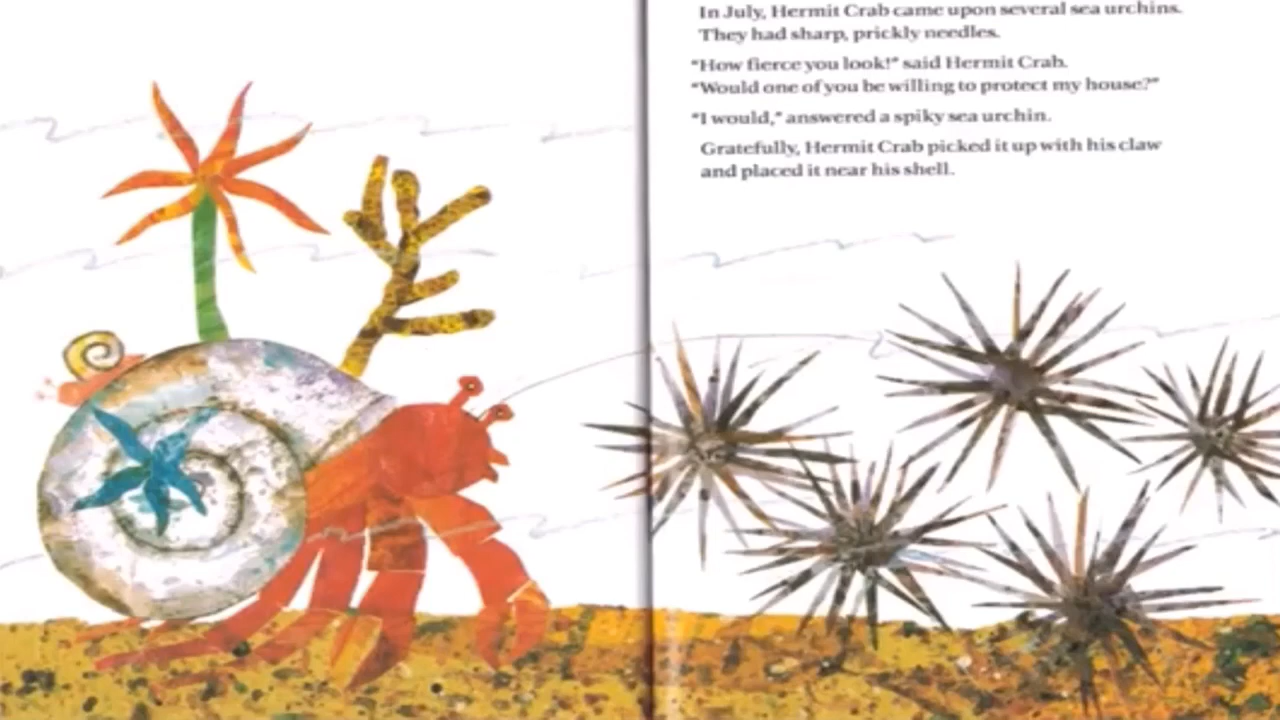 In July, Hermit Crab came upon several sea urchins.
They had sharp, prickly needles.
"How fierce you look!" said Hermit Crab.
"Would one of you be willing to protect my house?"
"I would," answered a spiky sea urchin.
Gratefully, Hermit Crab picked it up with his claw
and placed it near his shell.